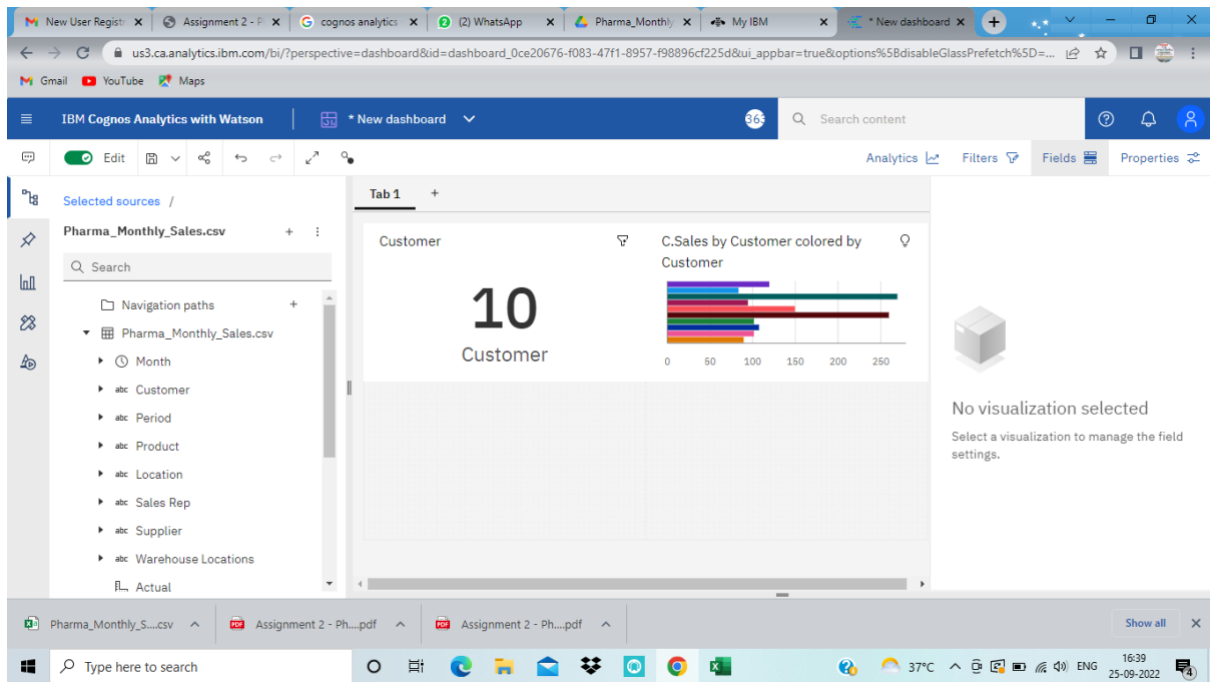 New User Registr
Assignment 2 - P
cognos analytics
(2) WhatsApp
Pharma_Monthly
My IBM
* New dashboard
us3.ca.analytics.ibm.com/bi/?perspective=dashboard&id=dashboard_0ce20676-f083-47f1-8957-f98896cf225d&ui_appbar=true&options%5BdisableGlassPrefetch%5D=...
Gmail YouTube Maps
IBM Cognos Analytics with Watson
* New dashboard
363
Search content
Edit
Analytics
Filters
Fields
Properties
Selected sources /
Pharma_Monthly_Sales.csv
Search
Navigation paths
Pharma_Monthly_Sales.csv
Month
abc Customer
abc Period
abc Product
abc Location
abc Sales Rep
abc Supplier
abc Warehouse Locations
Actual
Tab 1 +
Customer
10
Customer
C.Sales by Customer colored by
Customer
0 50 100 150 200 250
No visualization selected
Select a visualization to manage the field
settings.
Pharma_Monthly_S....csv
Assignment 2 - Ph....pdf
Assignment 2 - Ph....pdf
Show all
Type here to search
37°C
ENG
16:39
25-09-2022
4